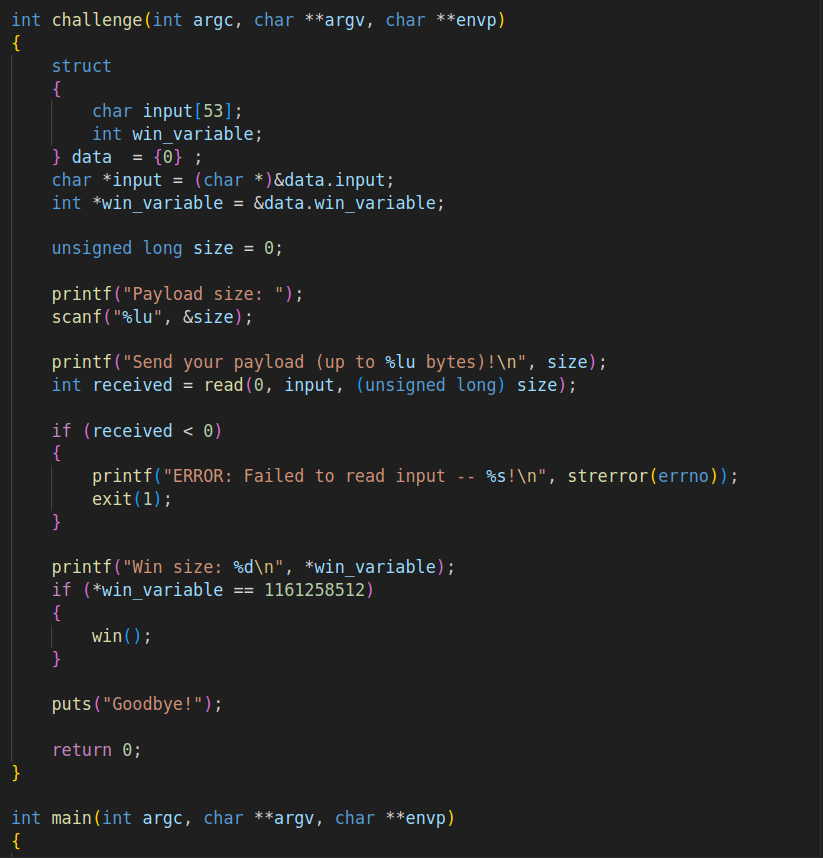 int challenge(int argc, char **argv, char **envp)
{
    struct
    {
        char input[53];
        int win_variable;
    } data  = {0} ;
    char *input = (char *)&data.input;
    int *win_variable = &data.win_variable;

    unsigned long size = 0;

    printf("Payload size: ");
    scanf("%lu", &size);

    printf("Send your payload (up to %lu bytes)!\n", size);
    int received = read(0, input, (unsigned long) size);

    if (received < 0)
    {
        printf("ERROR: Failed to read input -- %s!\n", strerror(errno));
        exit(1);
    }

    printf("Win size: %d\n", *win_variable);
    if (*win_variable == 1161258512)
    {
        win();
    }

    puts("Goodbye!");

    return 0;
}

int main(int argc, char **argv, char **envp)
{